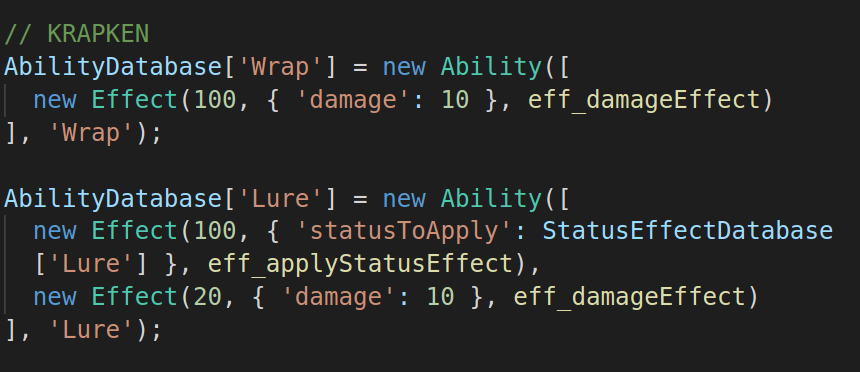 // KRAPKEN
AbilityDatabase['Wrap'] = new Ability([
  new Effect(100, { 'damage': 10 }, eff_damageEffect)
], 'Wrap');

AbilityDatabase['Lure'] = new Ability([
  new Effect(100, { 'statusToApply': StatusEffectDatabase
  ['Lure'] }, eff_applyStatusEffect),
  new Effect(20, { 'damage': 10 }, eff_damageEffect)
], 'Lure');